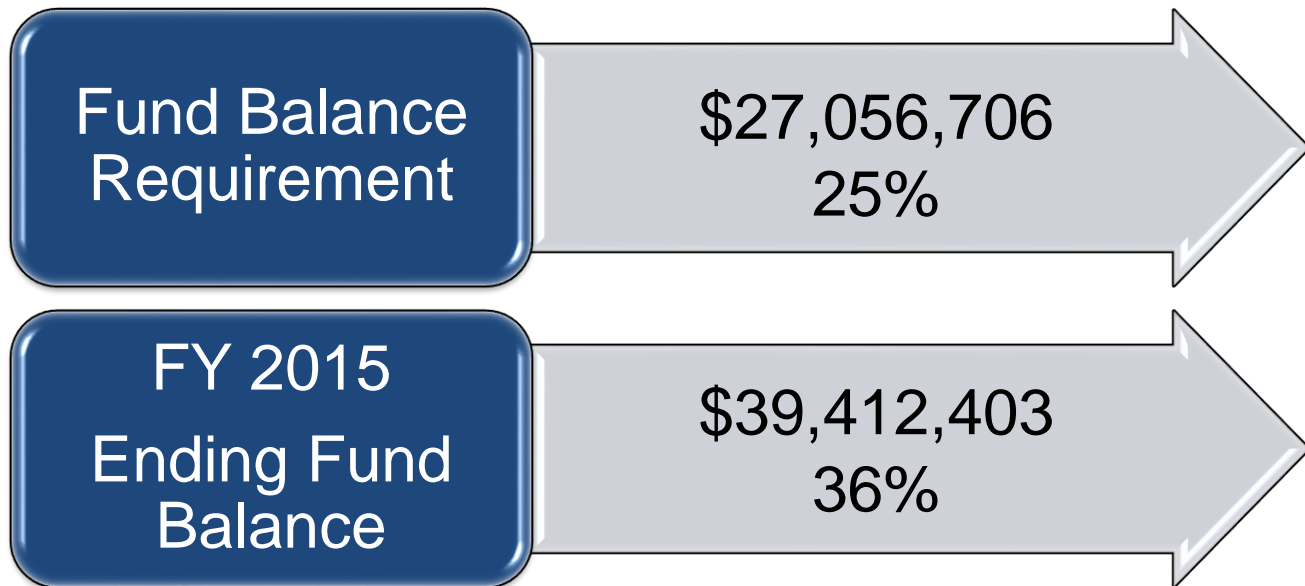 Fund Balance
Requirement
$27,056,706
25%
FY 2015
Ending Fund
Balance
$39,412,403
36%